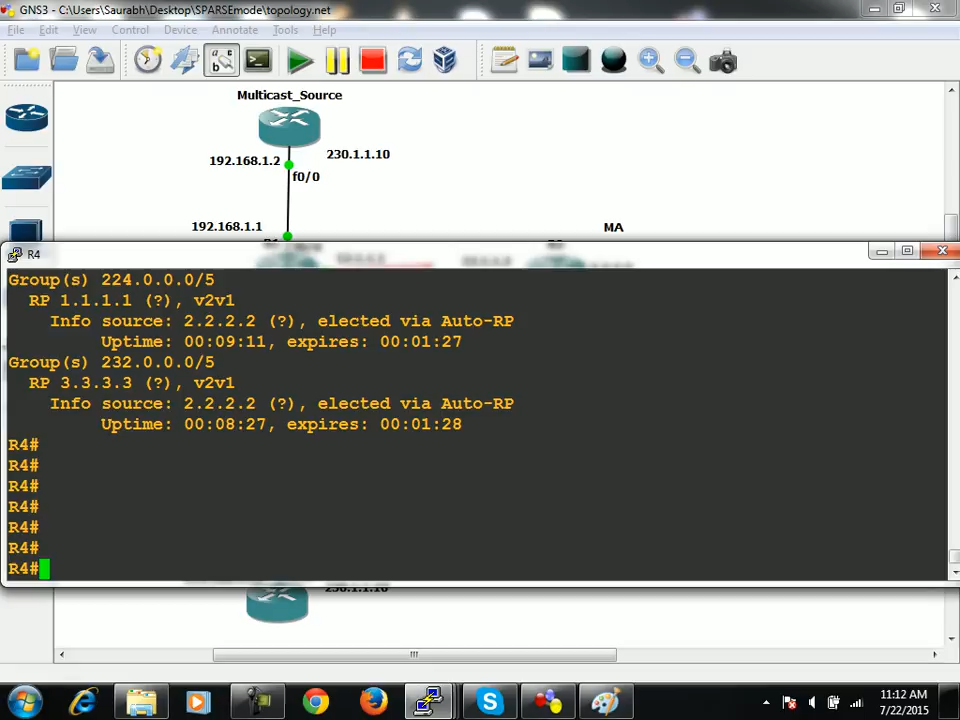 GNS3 - C:\Users\Saurabh\Desktop\SPARSEmode\topology.net
File Edit View Control Device Annotate Tools Help
Multicast_Source
192.168.1.2
230.1.1.10
f0/0
192.168.1.1
MA
R4
Group(s) 224.0.0.0/5
RP 1.1.1.1 (?), v2v1
Info source: 2.2.2.2 (?), elected via Auto-RP
Uptime: 00:09:11, expires: 00:01:27
Group(s) 232.0.0.0/5
RP 3.3.3.3 (?), v2v1
Info source: 2.2.2.2 (?), elected via Auto-RP
Uptime: 00:08:27, expires: 00:01:28
R4#
R4#
R4#
R4#
R4#
R4#
R4#
230.1.1.10
11:12 AM
7/22/2015